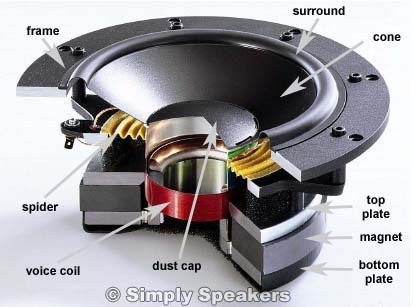 surround
frame
cone
spider
top
plate
magnet
voice coil
dust cap
bottom
plate
© Simply Speakers